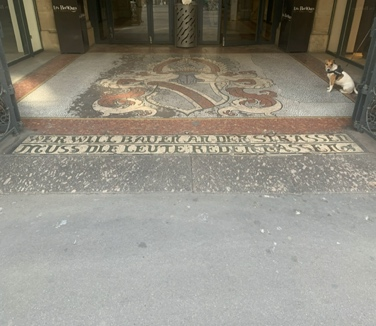 WER WILL BAUEN AN DER STRASSEN
MUSS DIE LEUTE REDEN LASSEN